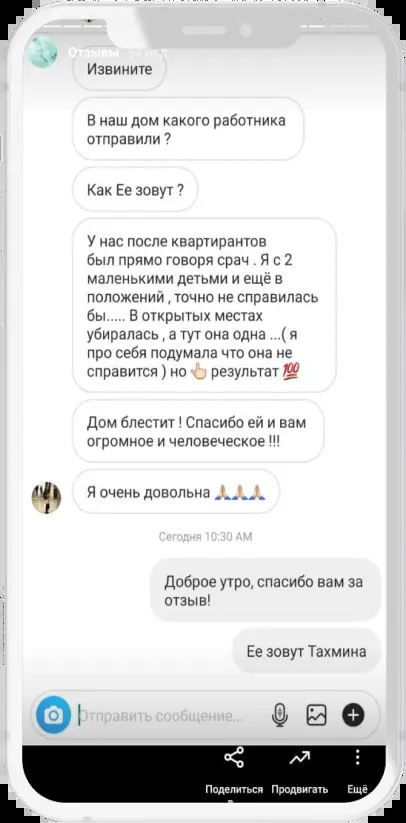 Отзывы
Извините
В наш дом какого работника
отправили ?
Как Ее зовут ?
У нас после квартирантов
был прямо говоря срач . Я с 2
маленькими детьми и ещё в
положений , точно не справилась
бы..... В открытых местах
убиралась , а тут она одна ...( я
про себя подумала что она не
справится ) но 👆🏻 результат 💯
Дом блестит ! Спасибо ей и вам
огромное и человеческое !!!
Я очень довольна 🙏🏻🙏🏻🙏🏻
Сегодня 10:30 AM
Доброе утро, спасибо вам за
отзыв!
Ее зовут Тахмина
Отправить сообщение...
Поделиться Продвигать Ещё